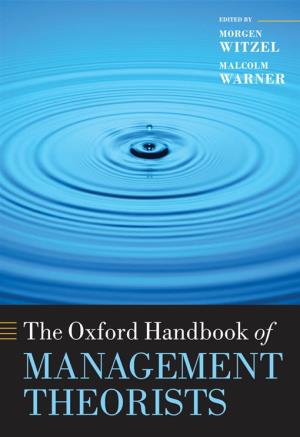 EDITED BY
MORGEN
WITZEL
MALCOLM
WARNER
The Oxford Handbook of
MANAGEMENT
THEORISTS